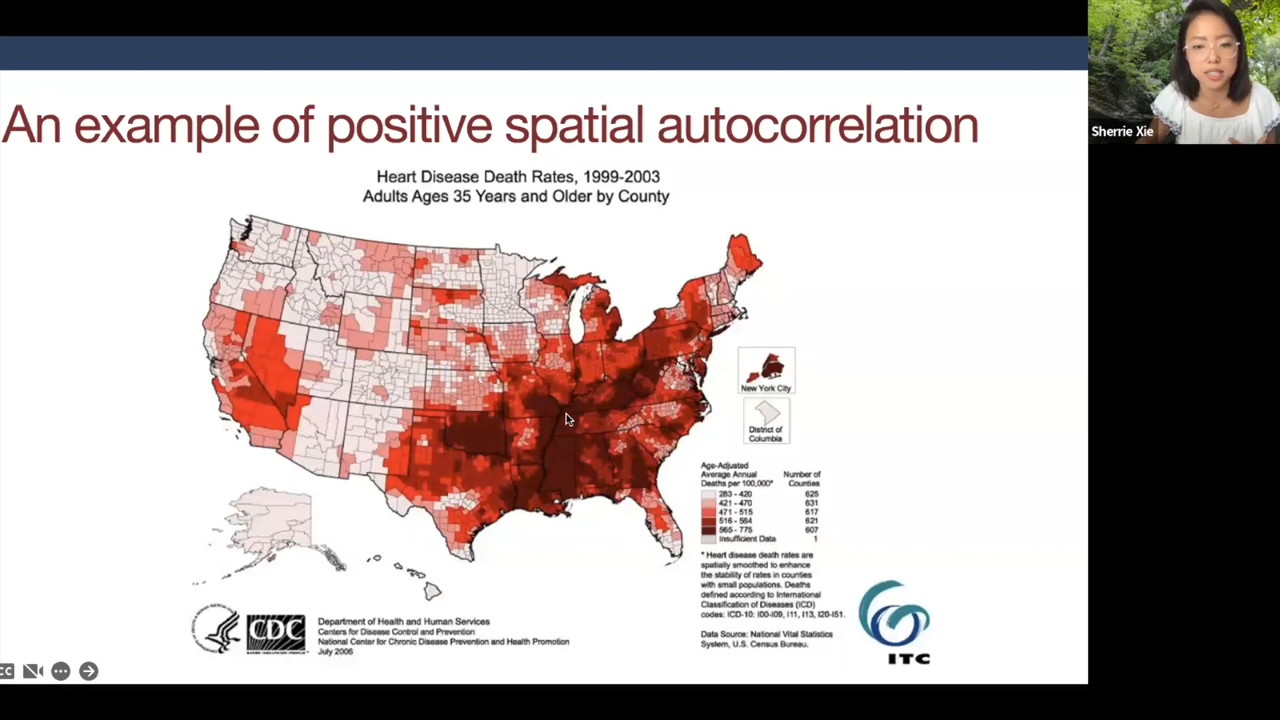 An example of positive spatial autocorrelation
Sherrie Xie
Heart Disease Death Rates, 1999-2003
Adults Ages 35 Years and Older by County
New York City
District of
Columbia
Age-Adjusted
Average Annual Number of
Deaths per 100,000* Counties
283 - 420 625
421 - 470 631
471 - 515 617
516 - 564 621
565 - 775 607
Insufficient Data 1
* Heart disease death rates are
spatially smoothed to enhance
the stability of rates in counties
with small populations. Deaths
defined according to International
Classification of Diseases (ICD)
codes: ICD-10: I00-I09, I11, I13, I20-I51.
Data Source: National Vital Statistics
System, U.S. Census Bureau.
CDC
Department of Health and Human Services
Centers for Disease Control and Prevention
National Center for Chronic Disease Prevention and Health Promotion
July 2006
ITC
CC